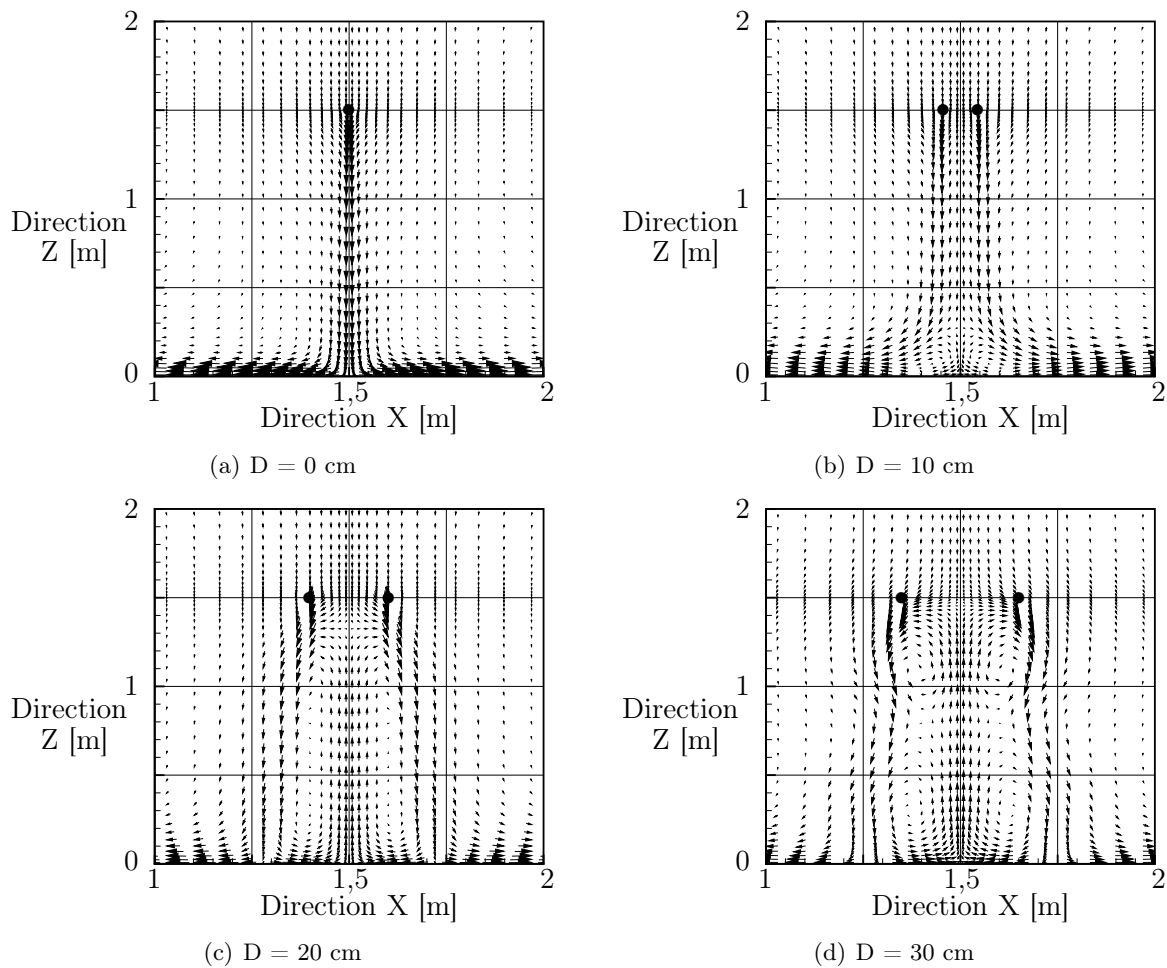 2
1
Direction
Z [m]
0
1
1,5
2
Direction X [m]
(a) D = 0 cm
2
1
Direction
Z [m]
0
1
1,5
2
Direction X [m]
(b) D = 10 cm
2
1
Direction
Z [m]
0
1
1,5
2
Direction X [m]
(c) D = 20 cm
2
1
Direction
Z [m]
0
1
1,5
2
Direction X [m]
(d) D = 30 cm